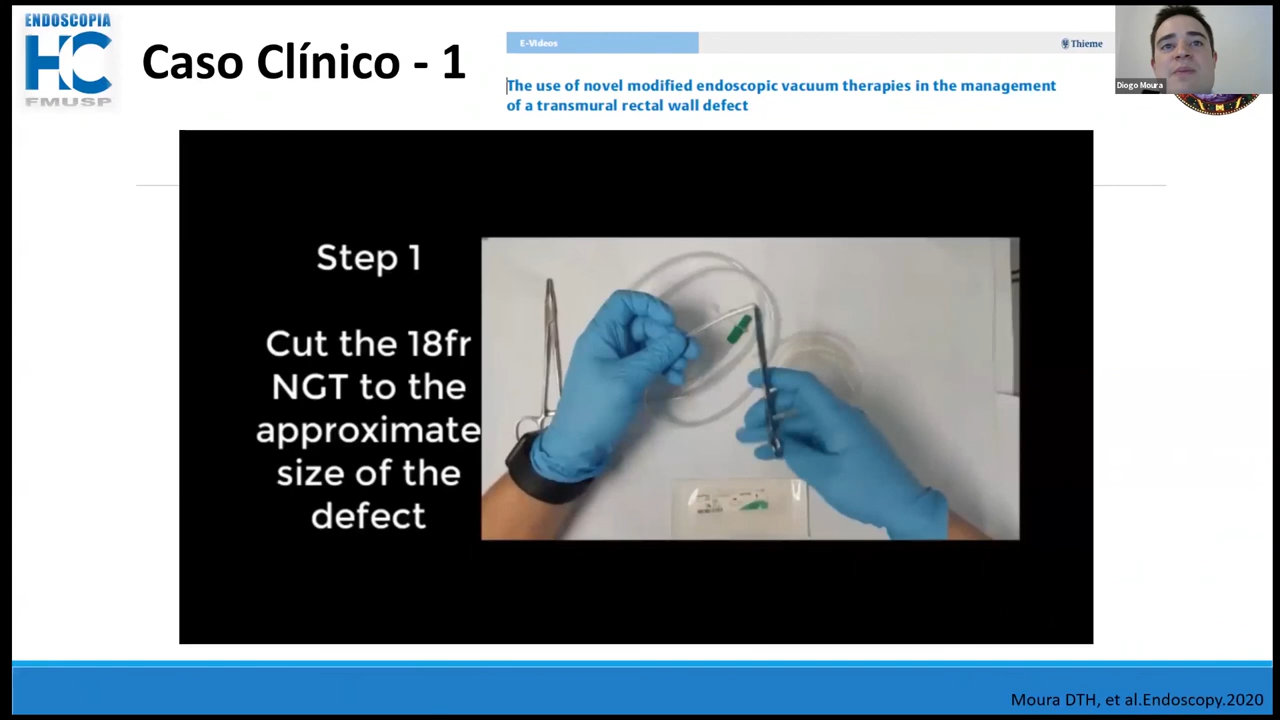 ENDOSCOPIA
HC
FMUSP
Caso Clínico - 1
E-Videos
Thieme
The use of novel modified endoscopic vacuum therapies in the management
of a transmural rectal wall defect
Diogo Moura
Step 1
Cut the 18fr
NGT to the
approximate
size of the
defect
Moura DTH, et al.Endoscopy.2020